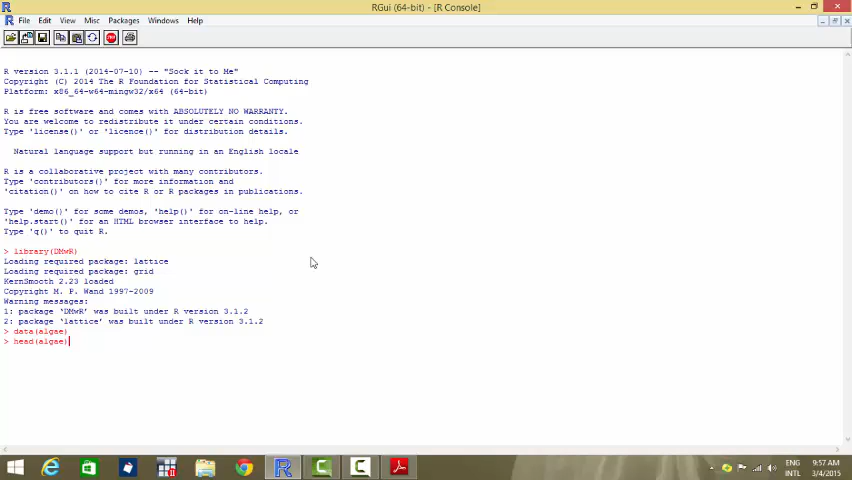 RGui (64-bit) - [R Console]
File Edit View Misc Packages Windows Help
R version 3.1.1 (2014-07-10) -- "Sock it to Me"
Copyright (C) 2014 The R Foundation for Statistical Computing
Platform: x86_64-w64-mingw32/x64 (64-bit)
R is free software and comes with ABSOLUTELY NO WARRANTY.
You are welcome to redistribute it under certain conditions.
Type 'license()' or 'licence()' for distribution details.
Natural language support but running in an English locale
R is a collaborative project with many contributors.
Type 'contributors()' for more information and
'citation()' on how to cite R or R packages in publications.
Type 'demo()' for some demos, 'help()' for on-line help, or
'help.start()' for an HTML browser interface to help.
Type 'q()' to quit R.
> library(DMwR)
Loading required package: lattice
Loading required package: grid
KernSmooth 2.23 loaded
Copyright M. P. Wand 1997-2009
Warning messages:
1: package ‘DMwR’ was built under R version 3.1.2
2: package ‘lattice’ was built under R version 3.1.2
> data(algae)
> head(algae)
ENG 9:57 AM
INTL 3/4/2015